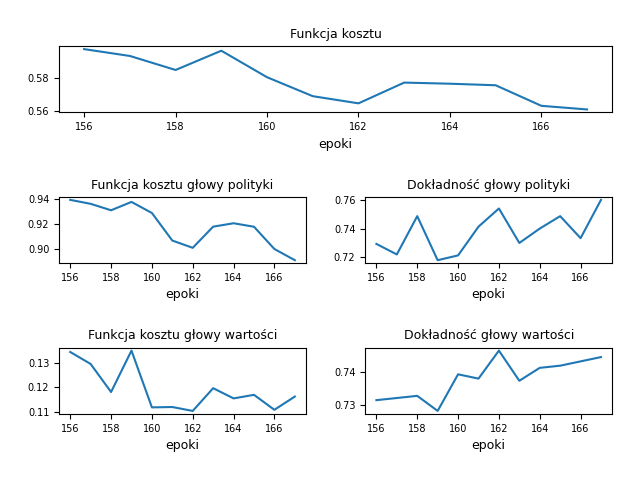 Funkcja kosztu
0.58
0.56
156 158 160 162 164 166
epoki
Funkcja kosztu głowy polityki
0.94
0.92
0.90
156 158 160 162 164 166
epoki
Dokładność głowy polityki
0.76
0.74
0.72
156 158 160 162 164 166
epoki
Funkcja kosztu głowy wartości
0.13
0.12
0.11
156 158 160 162 164 166
epoki
Dokładność głowy wartości
0.74
0.73
156 158 160 162 164 166
epoki